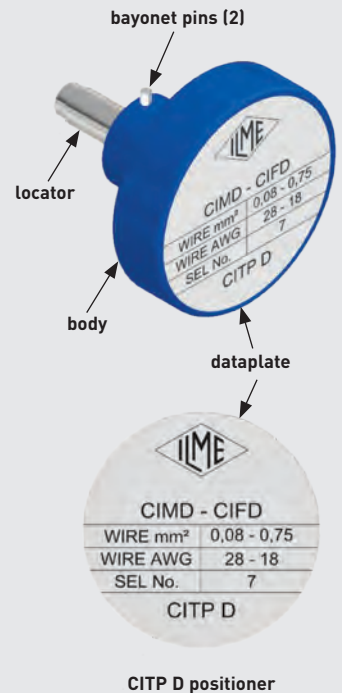 bayonet pins (2)
locator
ILME
CIMD - CIFD
WIRE mm² 0,08 - 0,75
WIRE AWG 28 - 18
SEL No. 7
CITP D
body
dataplate
ILME
CIMD - CIFD
WIRE mm² 0,08 - 0,75
WIRE AWG 28 - 18
SEL No. 7
CITP D
CITP D positioner